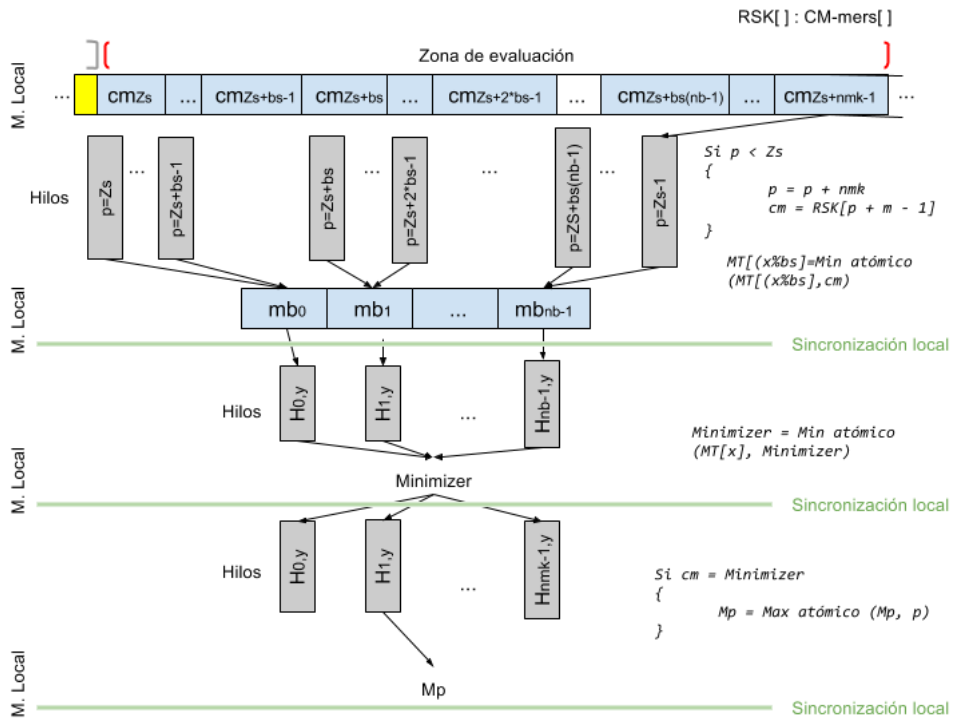 RSK[ ] : CM-mers[ ]
Zona de evaluación
M. Local
... cmZs ... cmZs+bs-1 cmZs+bs ... cmZs+2*bs-1 ... cmZs+bs(nb-1) ... cmZs+nmk-1 ...
Hilos
p=Zs
...
p=Zs+bs-1
p=Zs+bs
...
p=Zs+2*bs-1
...
p=ZS+bs(nb-1)
...
p=Zs-1
Si p < Zs
{
p = p + nmk
cm = RSK[p + m - 1]
}
MT[(x%bs]=Min atómico
(MT[(x%bs],cm)
M. Local
mb0 mb1 ... mbnb-1
Sincronización local
Hilos
H0,y
H1,y
...
Hnb-1,y
Minimizer = Min atómico
(MT[x], Minimizer)
M. Local
Minimizer
Sincronización local
Hilos
H0,y
H1,y
...
Hnmk-1,y
Si cm = Minimizer
{
Mp = Max atómico (Mp, p)
}
M. Local
Mp
Sincronización local